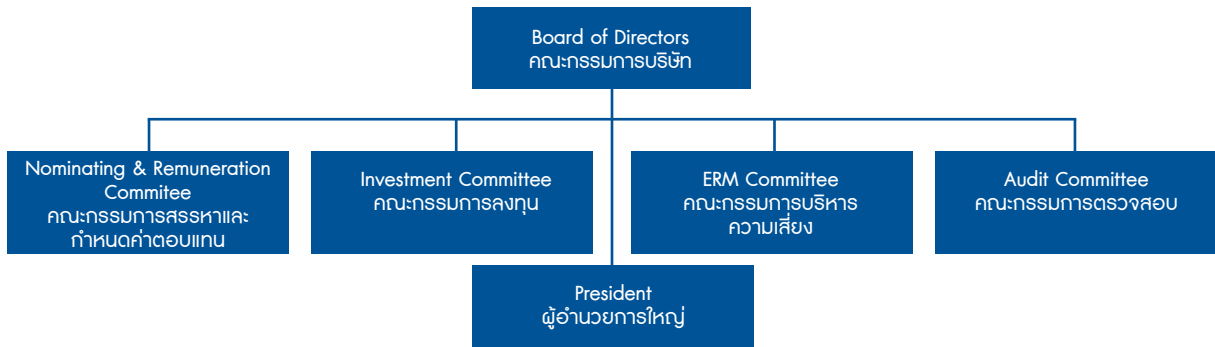 Board of Directors
คณะกรรมการบริษัท
Nominating & Remuneration
Commitee
คณะกรรมการสรรหาและ
กำหนดค่าตอบแทน
Investment Committee
คณะกรรมการลงทุน
ERM Committee
คณะกรรมการบริหาร
ความเสี่ยง
Audit Committee
คณะกรรมการตรวจสอบ
President
ผู้อำนวยการใหญ่